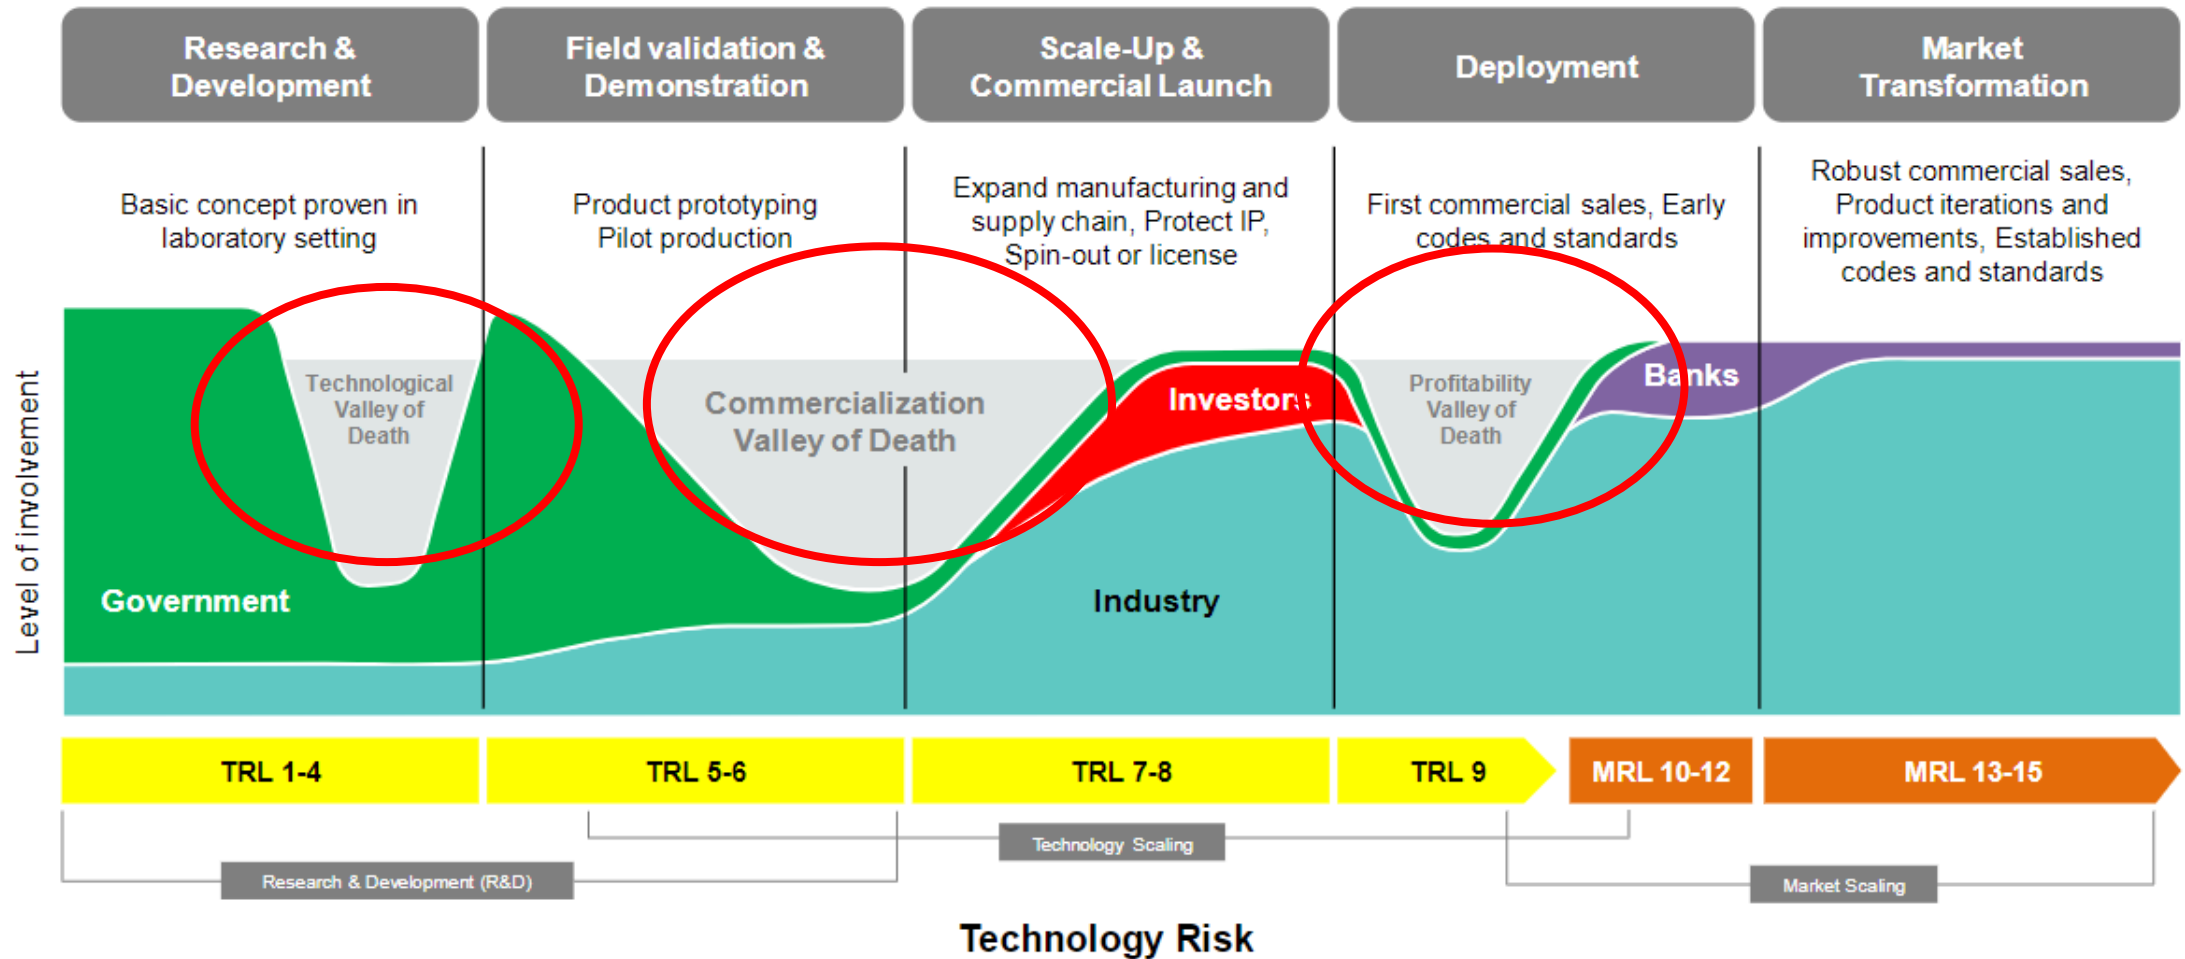 Research &
Development
Field validation &
Demonstration
Scale-Up &
Commercial Launch
Deployment
Market
Transformation
Basic concept proven in
laboratory setting
Product prototyping
Pilot production
Expand manufacturing and
supply chain, Protect IP,
Spin-out or license
First commercial sales, Early
codes and standards
Robust commercial sales,
Product iterations and
improvements, Established
codes and standards
Level of involvement
Technological
Valley of
Death
Commercialization
Valley of Death
Profitability
Valley of
Death
Government
Investors
Banks
Industry
TRL 1-4
TRL 5-6
TRL 7-8
TRL 9
MRL 10-12
MRL 13-15
Technology Scaling
Research & Development (R&D)
Market Scaling
Technology Risk